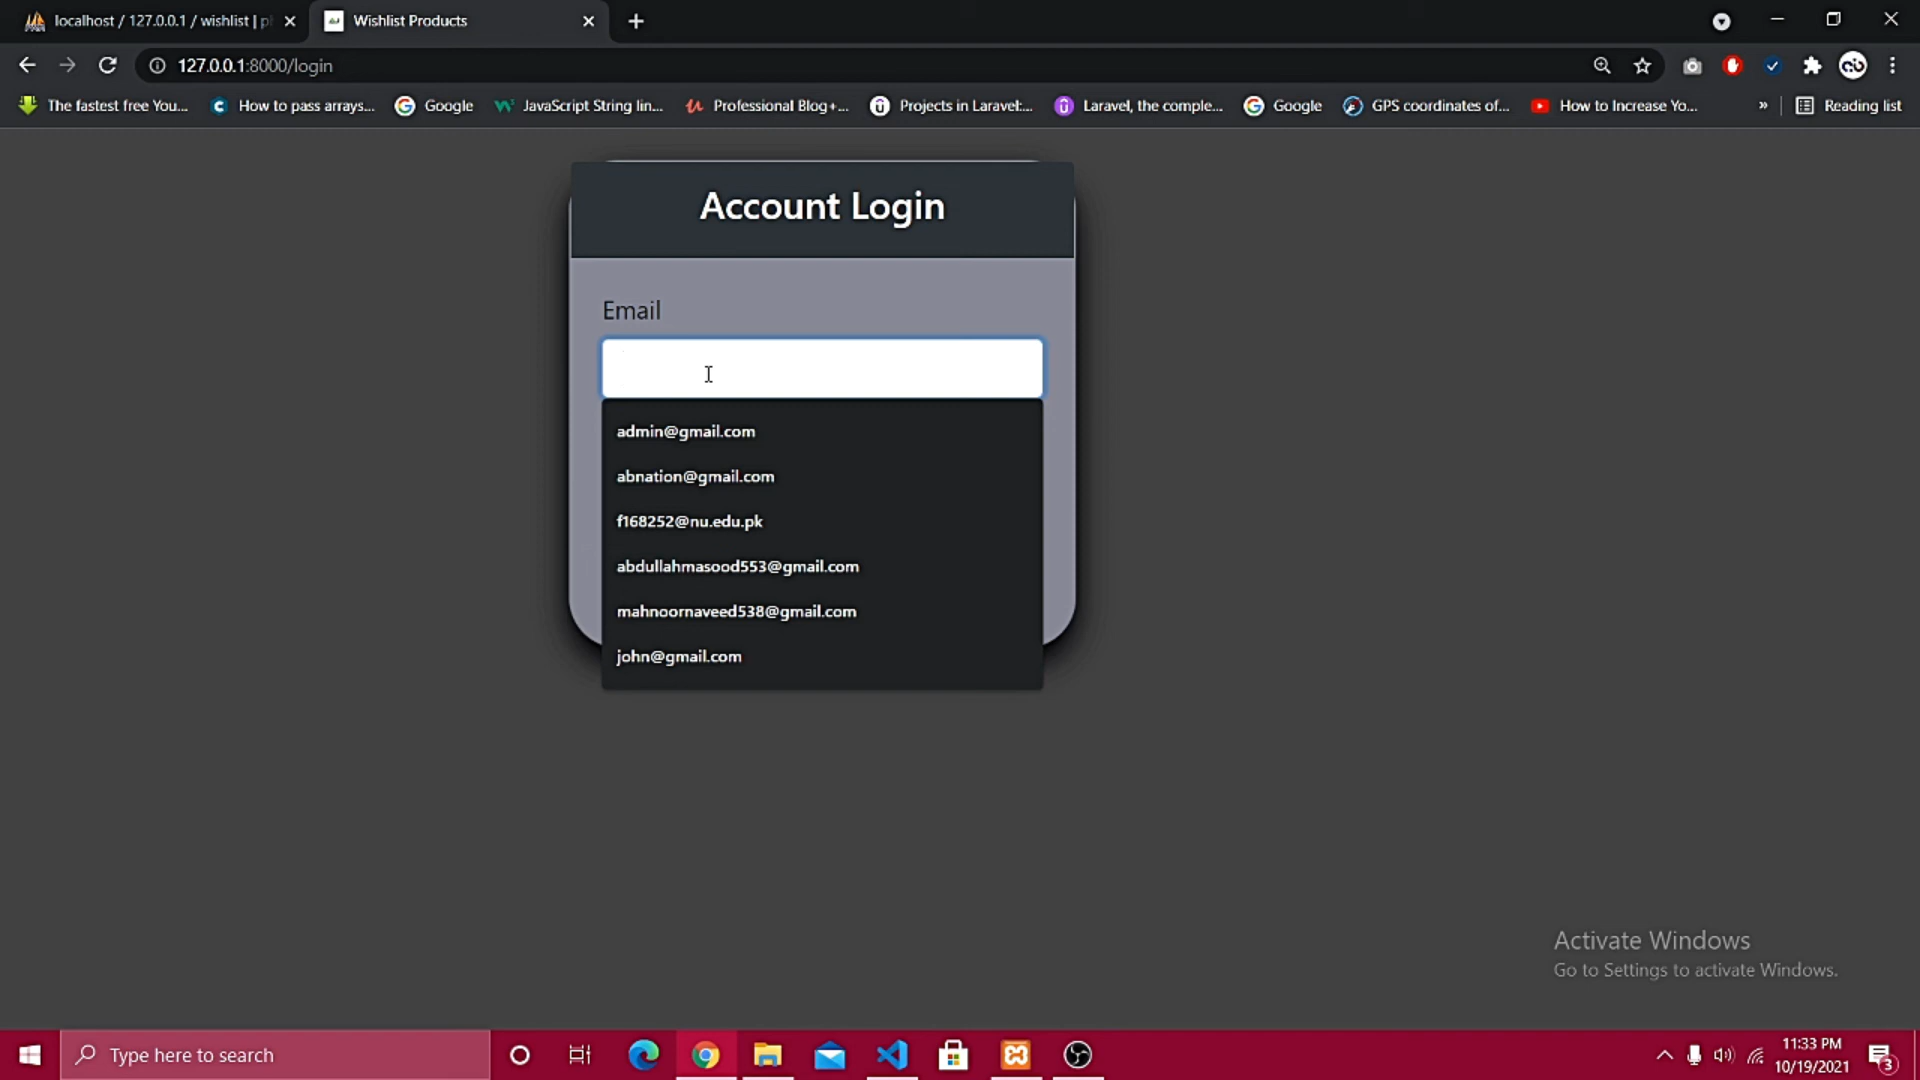 localhost / 127.0.0.1 / wishlist | p
Wishlist Products
127.0.0.1:8000/login
The fastest free You...
How to pass arrays...
Google
JavaScript String lin...
Professional Blog+...
Projects in Laravel:...
Laravel, the comple...
Google
GPS coordinates of...
How to Increase Yo...
»
Reading list
Account Login
Email
admin@gmail.com
abnation@gmail.com
f168252@nu.edu.pk
abdullahmasood553@gmail.com
mahnoornaveed538@gmail.com
john@gmail.com
Activate Windows
Go to Settings to activate Windows.
Type here to search
11:33 PM
10/19/2021
3